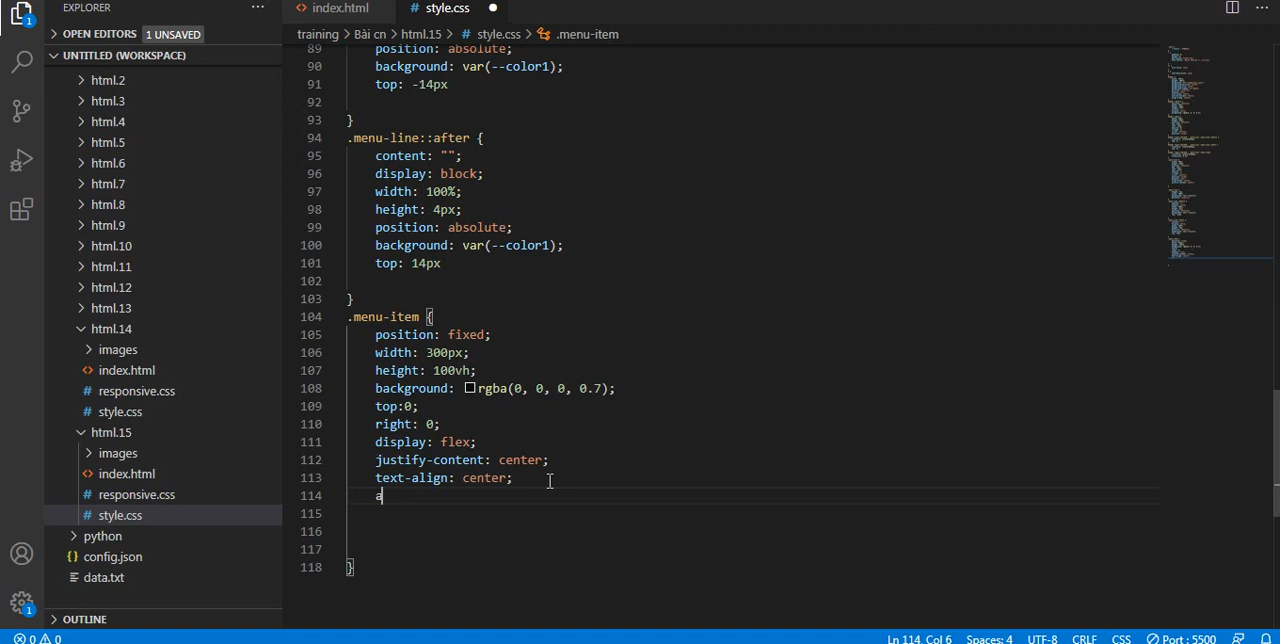 EXPLORER
index.html
style.css
OPEN EDITORS 1 UNSAVED
training > Bài cn > html.15 > style.css > .menu-item
UNTITLED (WORKSPACE)
html.2
html.3
html.4
html.5
html.6
html.7
html.8
html.9
html.10
html.11
html.12
html.13
html.14
images
index.html
responsive.css
style.css
html.15
images
index.html
responsive.css
style.css
python
config.json
data.txt
OUTLINE
89 position: absolute;
90 background: var(--color1);
91 top: -14px
92
93 }
94 .menu-line::after {
95 content: "";
96 display: block;
97 width: 100%;
98 height: 4px;
99 position: absolute;
100 background: var(--color1);
101 top: 14px
102
103 }
104 .menu-item {
105 position: fixed;
106 width: 300px;
107 height: 100vh;
108 background: rgba(0, 0, 0, 0.7);
109 top:0;
110 right: 0;
111 display: flex;
112 justify-content: center;
113 text-align: center;
114 a
115
116
117
118 }
1
1
0 0
Ln 114, Col 6 Spaces: 4 UTF-8 CRLF CSS Port : 5500